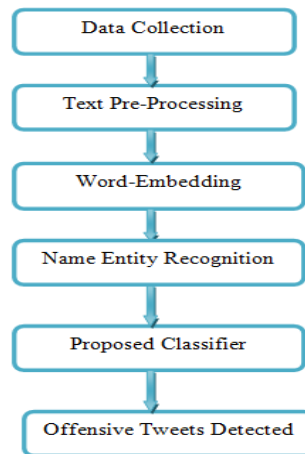 Data Collection
Text Pre-Processing
Word-Embedding
Name Entity Recognition
Proposed Classifier
Offensive Tweets Detected